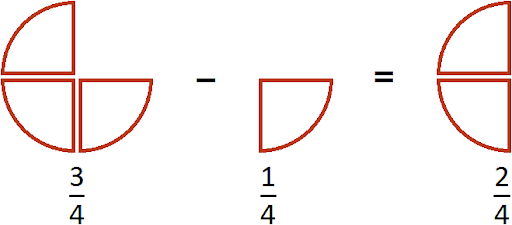 – =
3/4 1/4 2/4